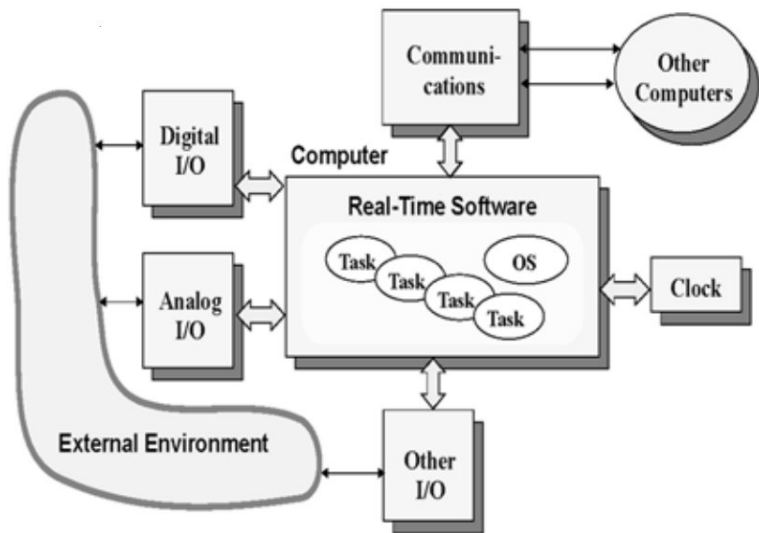 Communi-
cations
Other
Computers
Digital
I/O
Computer
Real-Time Software
Task
Task
Task
Task
OS
Analog
I/O
Clock
External Environment
Other
I/O